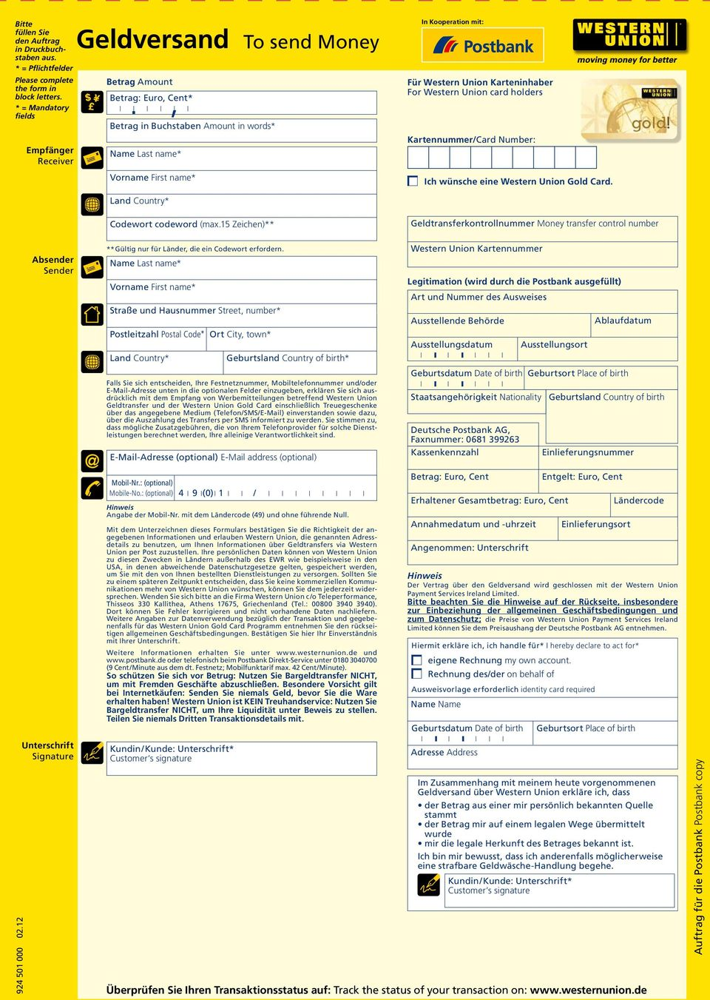 Bitte
füllen Sie
den Auftrag
in Druckbuch-
staben aus.
* = Pflichtfelder
Please complete
the form in
block letters.
* = Mandatory
fields
Geldversand To send Money
In Kooperation mit:
Postbank
WESTERN
UNION
moving money for better
Betrag Amount
$ ¥
£
Betrag: Euro, Cent*
Betrag in Buchstaben Amount in words*
Empfänger
Receiver
Name Last name*
Vorname First name*
Land Country*
Codewort codeword (max.15 Zeichen)**
**Gültig nur für Länder, die ein Codewort erfordern.
Für Western Union Karteninhaber
For Western Union card holders
WESTERN
UNION
gold!
Kartennummer/Card Number:
Ich wünsche eine Western Union Gold Card.
Geldtransferkontrollnummer Money transfer control number
Western Union Kartennummer
Absender
Sender
Name Last name*
Vorname First name*
Straße und Hausnummer Street, number*
Postleitzahl Postal Code* Ort City, town*
Land Country* Geburtsland Country of birth*
Falls Sie sich entscheiden, Ihre Festnetznummer, Mobiltelefonnummer und/oder
E-Mail-Adresse unten in die optionalen Felder einzugeben, erklären Sie sich aus-
drücklich mit dem Empfang von Werbemitteilungen betreffend Western Union
Geldtransfer und der Western Union Gold Card einschließlich Treuegeschenke
über das angegebene Medium (Telefon/SMS/E-Mail) einverstanden sowie dazu,
über die Auszahlung des Transfers per SMS informiert zu werden. Sie stimmen zu,
dass mögliche Zusatzgebühren, die von Ihrem Telefonprovider für solche Dienst-
leistungen berechnet werden, Ihre alleinige Verantwortlichkeit sind.
@
E-Mail-Adresse (optional) E-Mail address (optional)
Mobil-Nr.: (optional)
Mobile-No.: (optional) 4 9 (0) 1 /
Hinweis
Angabe der Mobil-Nr. mit dem Ländercode (49) und ohne führende Null.
Mit dem Unterzeichnen dieses Formulars bestätigen Sie die Richtigkeit der an-
gegebenen Informationen und erlauben Western Union, die genannten Adress-
details zu benutzen, um Ihnen Informationen über Geldtransfers via Western
Union per Post zuzustellen. Ihre persönlichen Daten können von Western Union
zu diesen Zwecken in Ländern außerhalb des EWR wie beispielsweise in den
USA, in denen abweichende Datenschutzgesetze gelten, gespeichert werden,
um Sie mit den von Ihnen bestellten Dienstleistungen zu versorgen. Sollten Sie
zu einem späteren Zeitpunkt entscheiden, dass Sie keine kommerziellen Kommu-
nikationen mehr von Western Union wünschen, können Sie dem jederzeit wider-
sprechen. Wenden Sie sich bitte an die Firma Western Union c/o Teleperformance,
Thisseos 330 Kallithea, Athens 17675, Griechenland (Tel.: 00800 3940 3940).
Dort können Sie Fehler korrigieren und nicht vorhandene Daten nachliefern.
Weitere Angaben zur Datenverwendung bezüglich der Transaktion und gegebe-
nenfalls für das Western Union Gold Card Programm entnehmen Sie den rücksei-
tigen allgemeinen Geschäftsbedingungen. Bestätigen Sie hier Ihr Einverständnis
mit Ihrer Unterschrift.
Weitere Informationen erhalten Sie unter www.westernunion.de und
www.postbank.de oder telefonisch beim Postbank Direkt-Service unter 0180 3040700
(9 Cent/Minute aus dem dt. Festnetz; Mobilfunktarif max. 42 Cent/Minute).
So schützen Sie sich vor Betrug: Nutzen Sie Bargeldtransfer NICHT,
um mit Fremden Geschäfte abzuschließen. Besondere Vorsicht gilt
bei Internetkäufen: Senden Sie niemals Geld, bevor Sie die Ware
erhalten haben! Western Union ist KEIN Treuhandservice: Nutzen Sie
Bargeldtransfer NICHT, um Ihre Liquidität unter Beweis zu stellen.
Teilen Sie niemals Dritten Transaktionsdetails mit.
Unterschrift
Signature
Kundin/Kunde: Unterschrift*
Customer's signature
Legitimation (wird durch die Postbank ausgefüllt)
Art und Nummer des Ausweises
Ausstellende Behörde Ablaufdatum
Ausstellungsdatum Ausstellungsort
Geburtsdatum Date of birth Geburtsort Place of birth
Staatsangehörigkeit Nationality Geburtsland Country of birth
Deutsche Postbank AG,
Faxnummer: 0681 399263
Kassenkennzahl Einlieferungsnummer
Betrag: Euro, Cent Entgelt: Euro, Cent
Erhaltener Gesamtbetrag: Euro, Cent Ländercode
Annahmedatum und -uhrzeit Einlieferungsort
Angenommen: Unterschrift
Hinweis
Der Vertrag über den Geldversand wird geschlossen mit der Western Union
Payment Services Ireland Limited.
Bitte beachten Sie die Hinweise auf der Rückseite, insbesondere
zur Einbeziehung der allgemeinen Geschäftsbedingungen und
zum Datenschutz; die Preise von Western Union Payment Services Ireland
Limited können Sie dem Preisaushang der Deutsche Postbank AG entnehmen.
Hiermit erkläre ich, ich handle für* I hereby declare to act for*
eigene Rechnung my own account.
Rechnung des/der on behalf of
Ausweisvorlage erforderlich identity card required
Name Name
Geburtsdatum Date of birth Geburtsort Place of birth
Adresse Address
Im Zusammenhang mit meinem heute vorgenommenen
Geldversand über Western Union erkläre ich, dass
• der Betrag aus einer mir persönlich bekannten Quelle
stammt
• der Betrag mir auf einem legalen Wege übermittelt
wurde
• mir die legale Herkunft des Betrages bekannt ist.
Ich bin mir bewusst, dass ich anderenfalls möglicherweise
eine strafbare Geldwäsche-Handlung begehe.
Kundin/Kunde: Unterschrift*
Customer's signature
Auftrag für die Postbank Postbank copy
924 501 000 02.12
Überprüfen Sie Ihren Transaktionsstatus auf: Track the status of your transaction on: www.westernunion.de